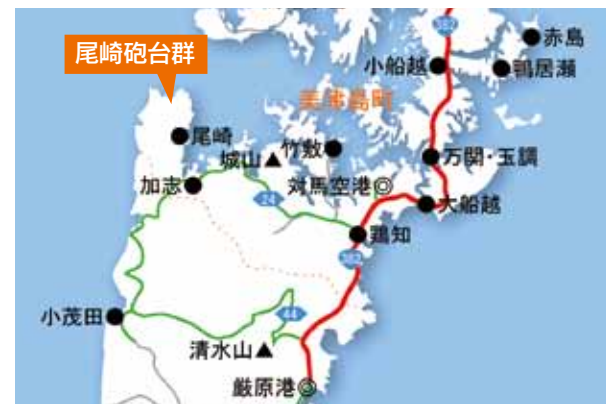 382
赤島
小船越
鴨居瀬
尾崎砲台群
美津島町
尾崎
城山
竹敷
万関・玉調
加志
対馬空港
24
大船越
鶏知
382
小茂田
44
清水山
厳原港